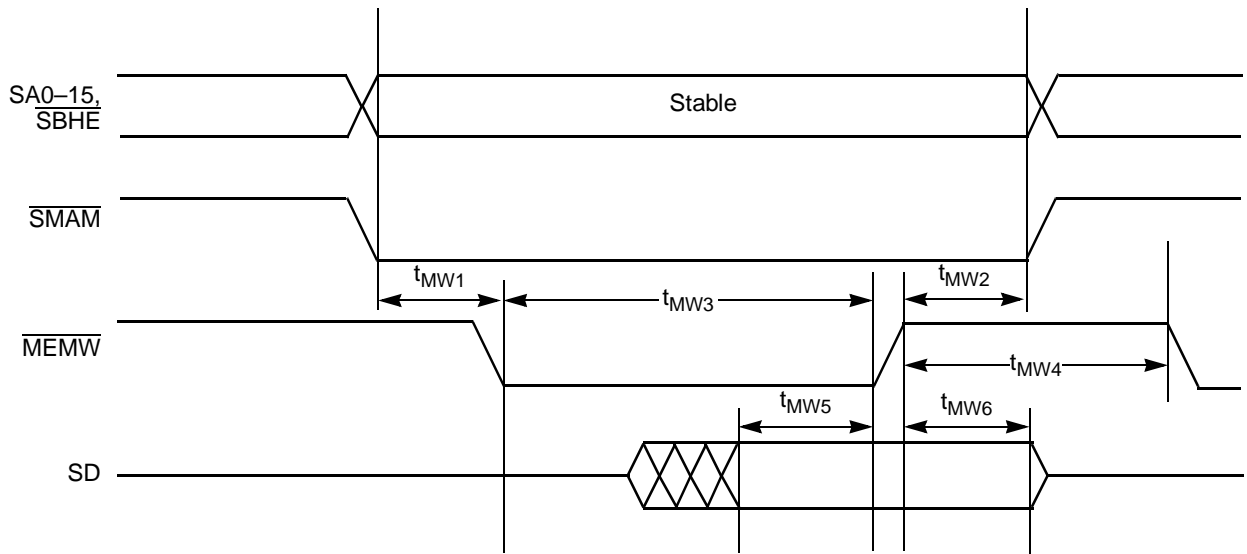 SA0–15,
SBHE
Stable
SMAM
tMW1
tMW3
tMW2
MEMW
tMW4
tMW5
tMW6
SD